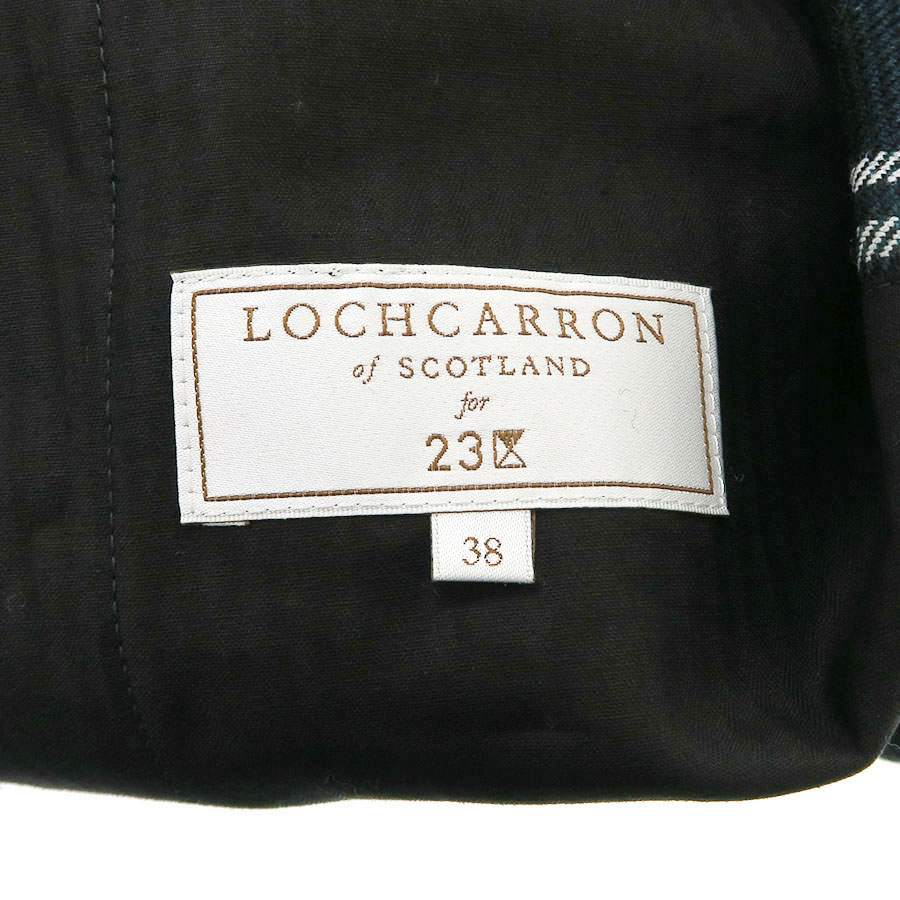 LOCHCARRON
of SCOTLAND
for
23区
38